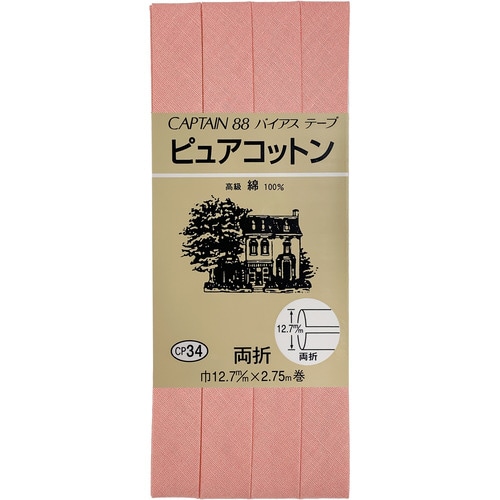 CAPTAIN 88 バイアス テープ
ピュアコットン
高級 綿 100%
12.7m/m
両折
CP34
両折
巾12.7m/m×2.75m巻